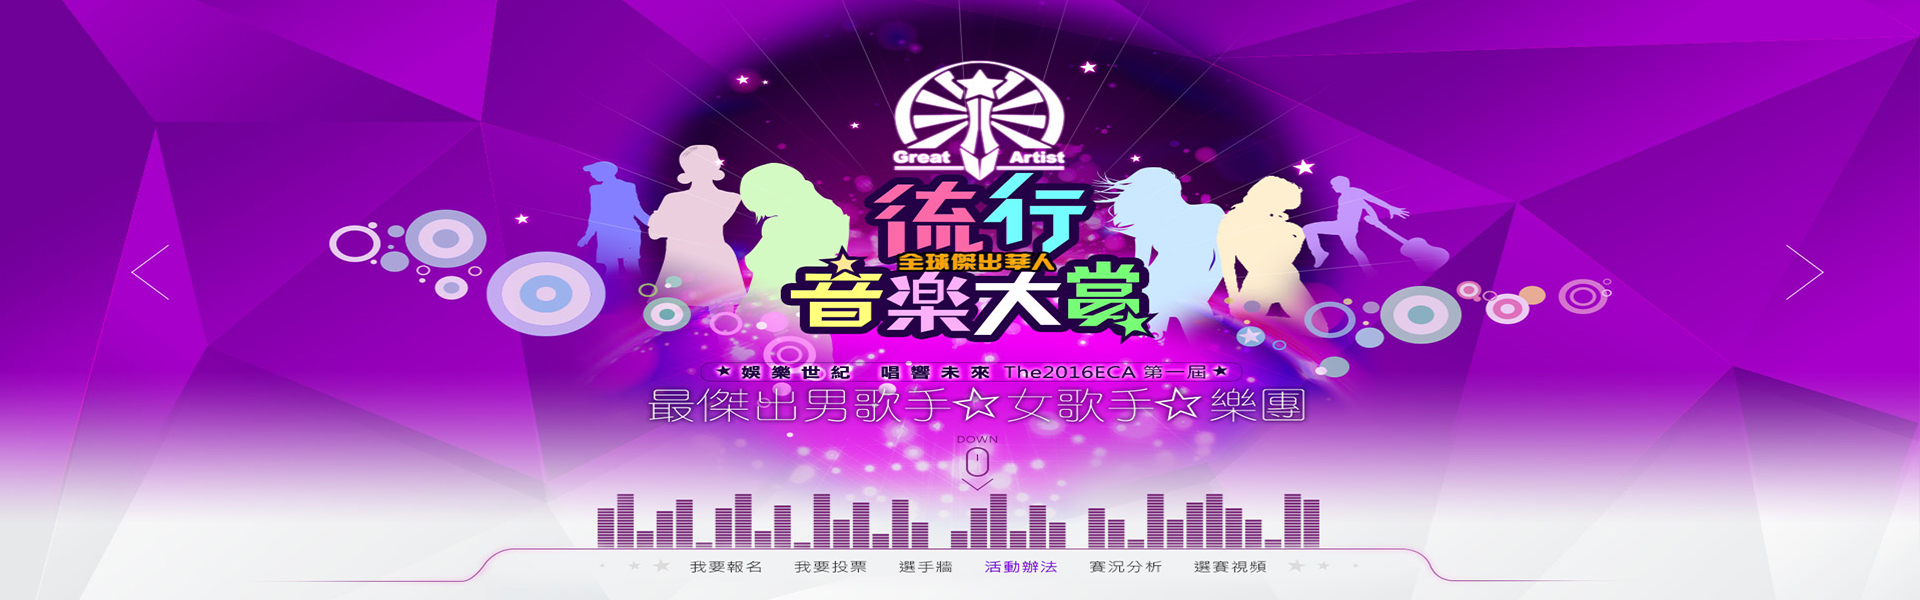 Great Artist
流行
全球傑出華人
音楽大賞
娛樂世紀 唱響未來 The2016ECA 第一屆
最傑出男歌手☆女歌手☆樂團
DOWN
我要報名 我要投票 選手牆 活動辦法 賽況分析 選賽視頻